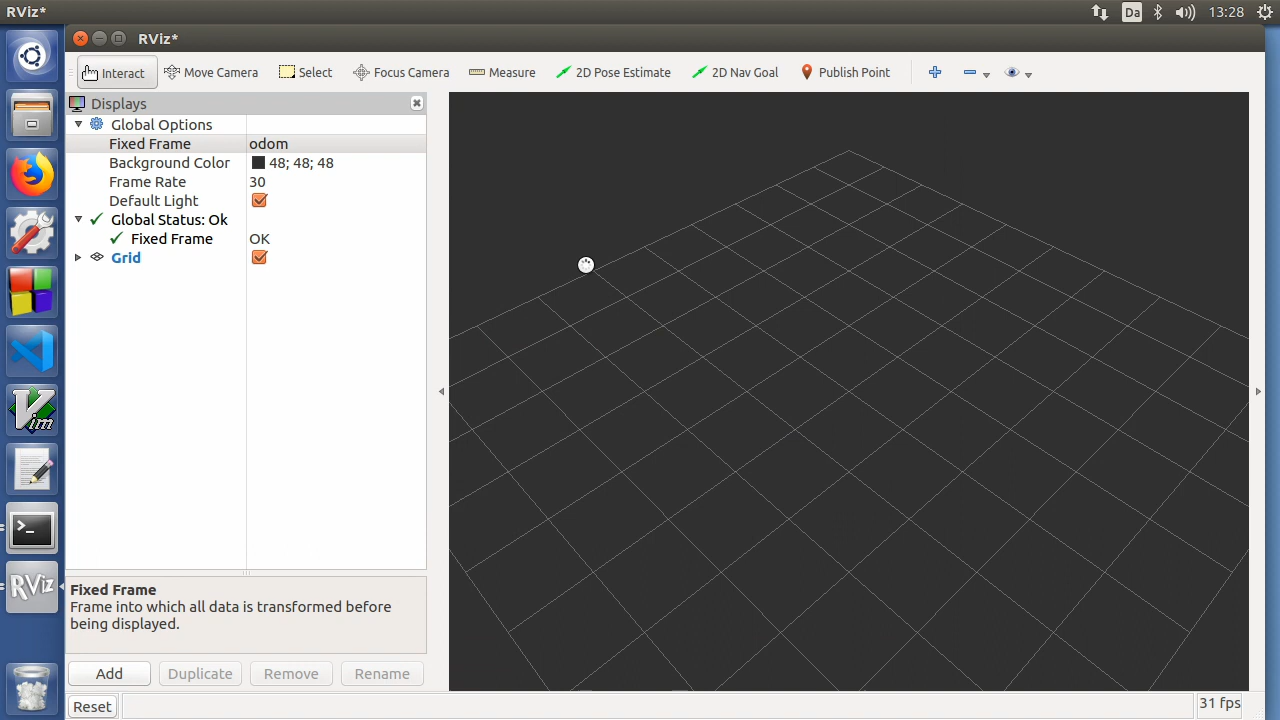 RViz*
Da
13:28
RViz*
Interact
Move Camera
Select
Focus Camera
Measure
2D Pose Estimate
2D Nav Goal
Publish Point
Displays
Global Options
Fixed Frame odom
Background Color 48; 48; 48
Frame Rate 30
Default Light
Global Status: Ok
Fixed Frame OK
Grid
Vim
>_
RViz
Fixed Frame
Frame into which all data is transformed before
being displayed.
Add
Duplicate
Remove
Rename
Reset
31 fps